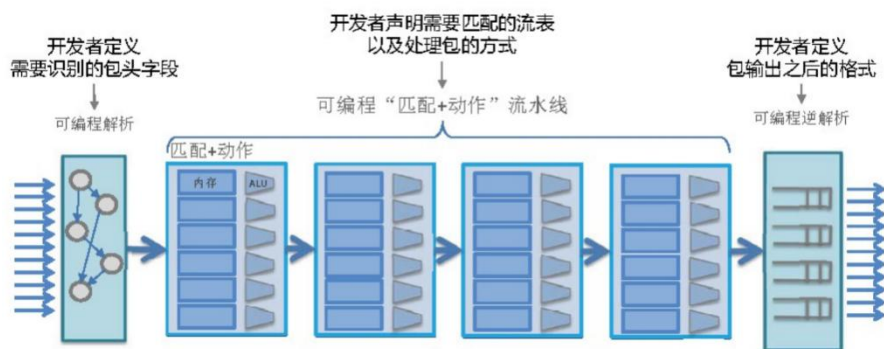 开发者定义
需要识别的包头字段
开发者声明需要匹配的流表
以及处理包的方式
开发者定义
包输出之后的格式
可编程解析
可编程“匹配+动作”流水线
可编程逆解析
匹配+动作
内存
ALU